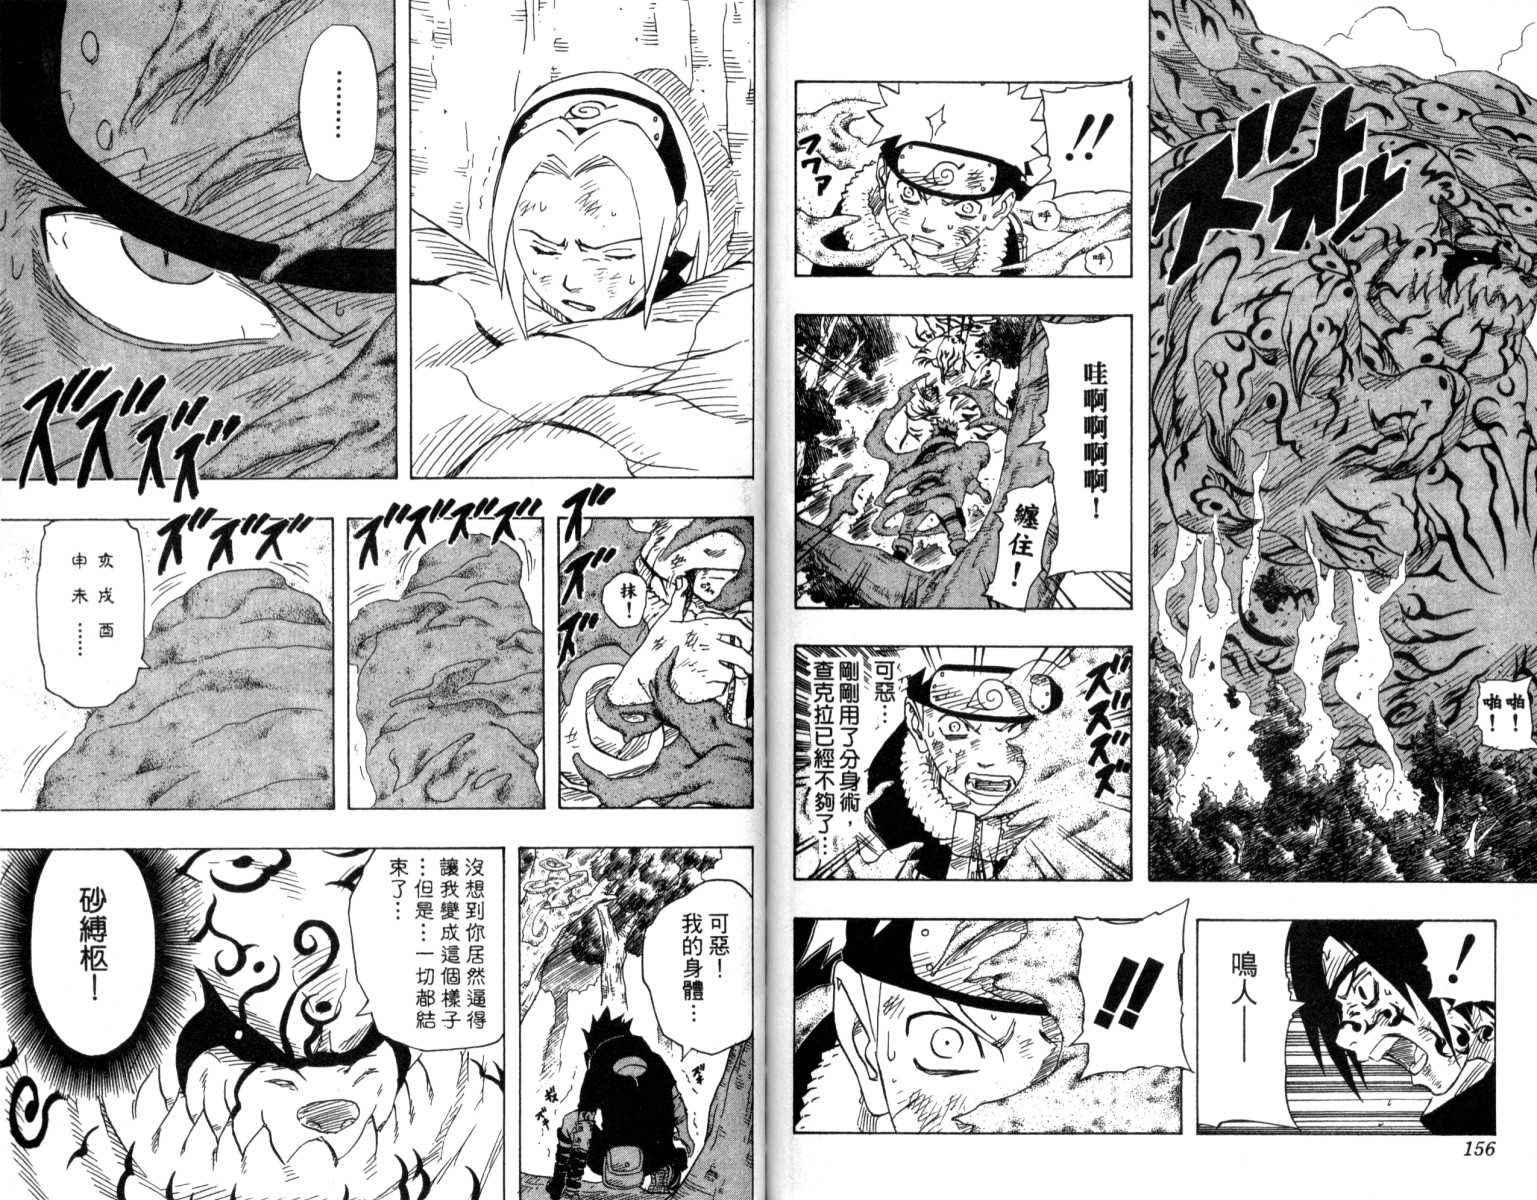 ズオッ
啪！
啪！
！！
フワァ
呼
呼
哇啊啊啊啊！
纏住！
ズズズ
可惡…
剛剛用了分身術，
查克拉已經不夠了…
！
鳴人——
！！
156
………
ズズズズ
ズズズ
抹！
ズズズズ
ズズズ
亥戌酉
申未……
可惡！
我的身體…
沒想到你居然逼得
讓我變成這個樣子
…但是…一切都結
束了…
砂縛柩！